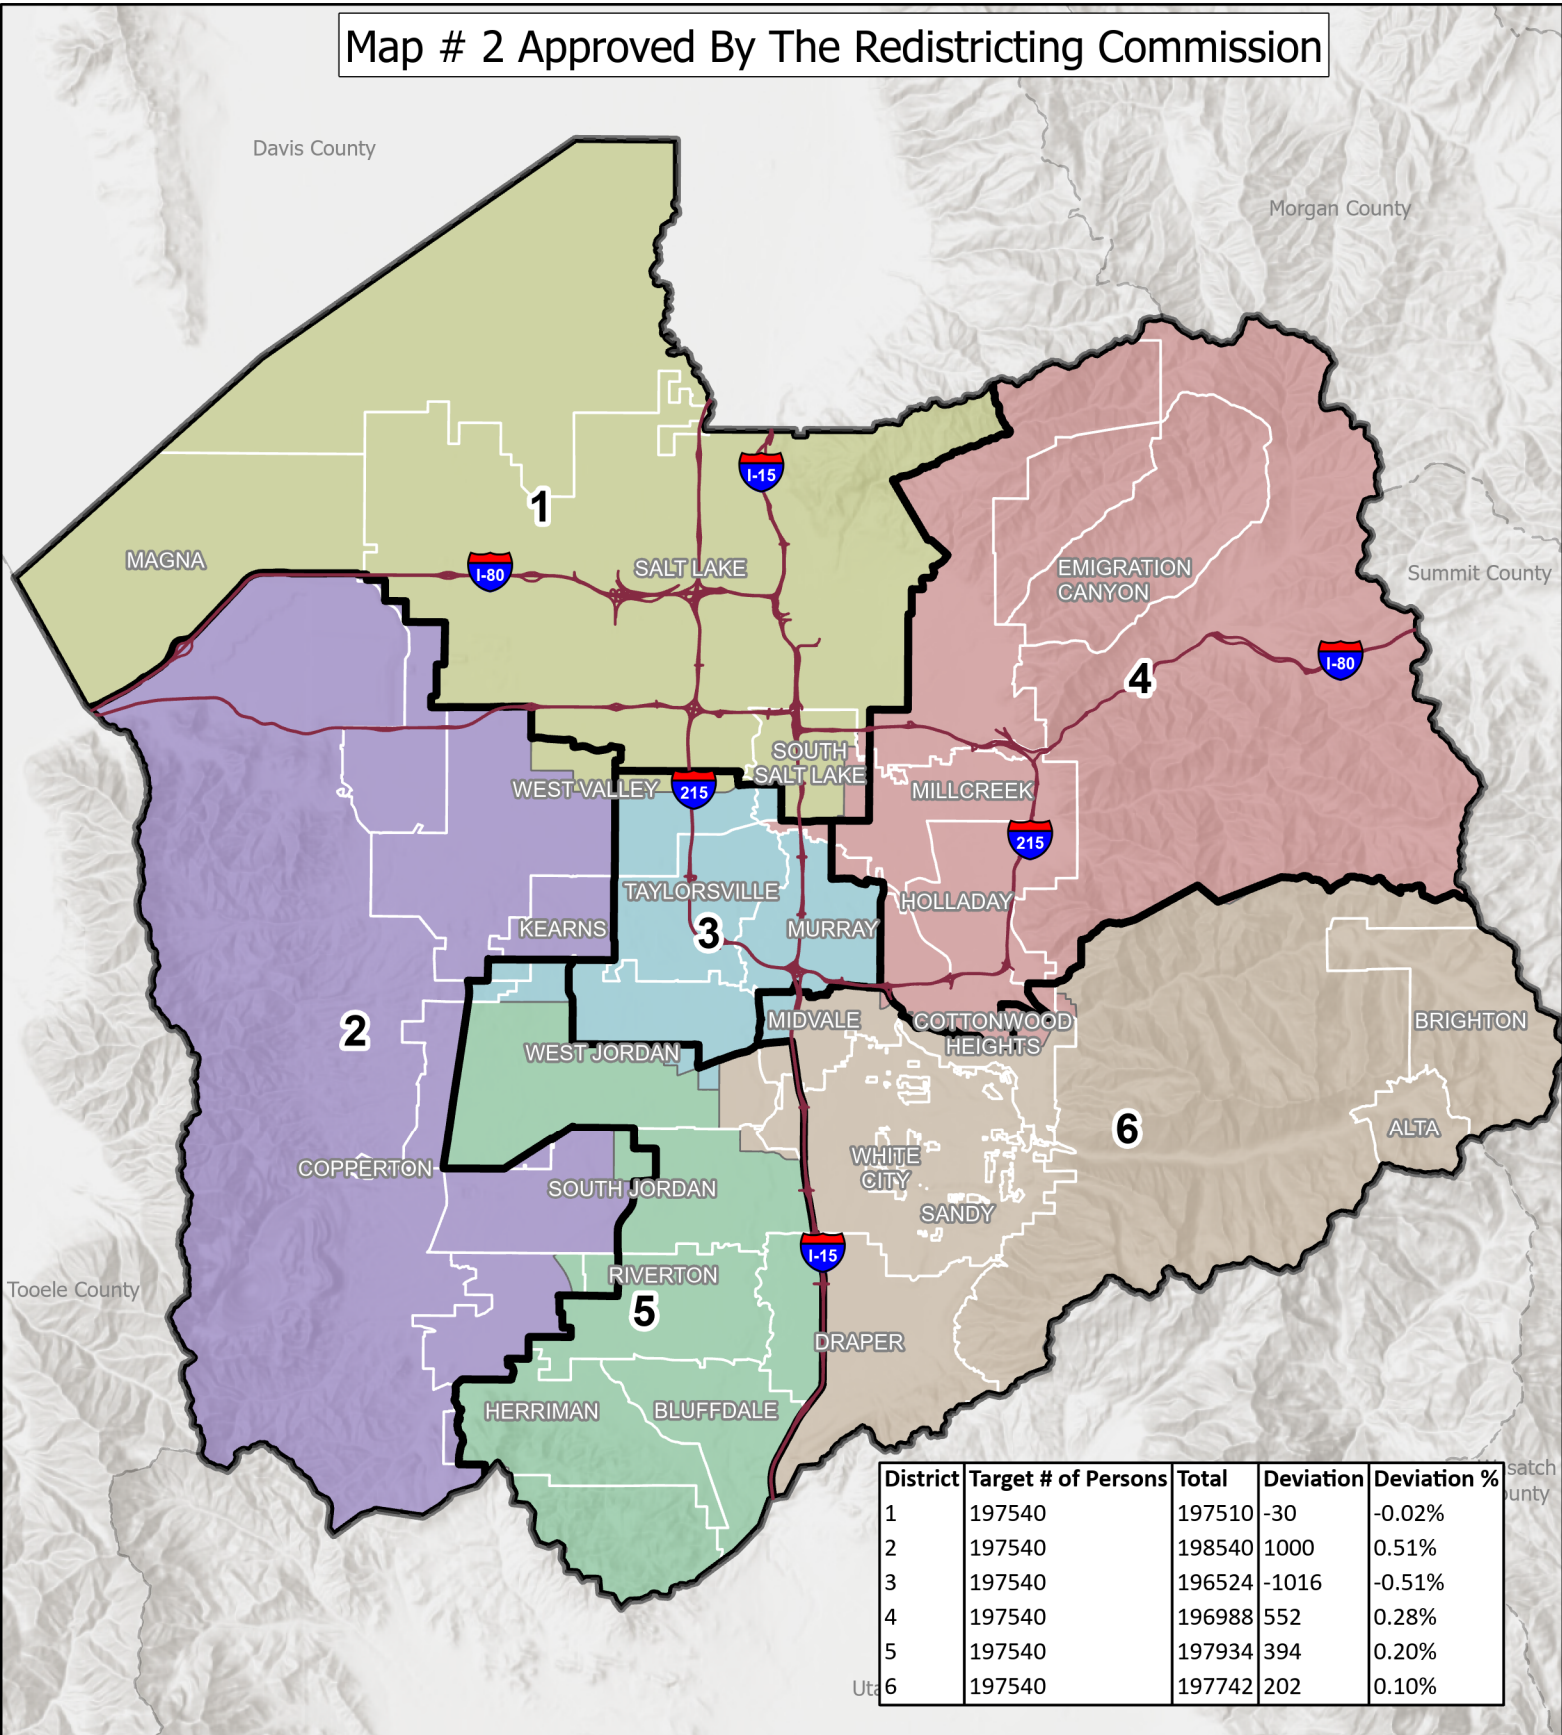 Map # 2 Approved By The Redistricting Commission
Davis County
Morgan County
I-15
1
MAGNA
I-80
SALT LAKE
EMIGRATION
CANYON
Summit County
I-80
4
SOUTH
SALT LAKE
WEST VALLEY
215
MILLCREEK
215
TAYLORSVILLE
HOLLADAY
KEARNS
3
MURRAY
2
MIDVALE
COTTONWOOD
HEIGHTS
BRIGHTON
WEST JORDAN
6
ALTA
COPPERTON
WHITE
CITY
SOUTH JORDAN
SANDY
I-15
Tooele County
RIVERTON
5
DRAPER
HERRIMAN
BLUFFDALE
District Target # of Persons Total Deviation Deviation %
1 197540 197510 -30 -0.02%
2 197540 198540 1000 0.51%
3 197540 196524 -1016 -0.51%
4 197540 196988 552 0.28%
5 197540 197934 394 0.20%
6 197540 197742 202 0.10%